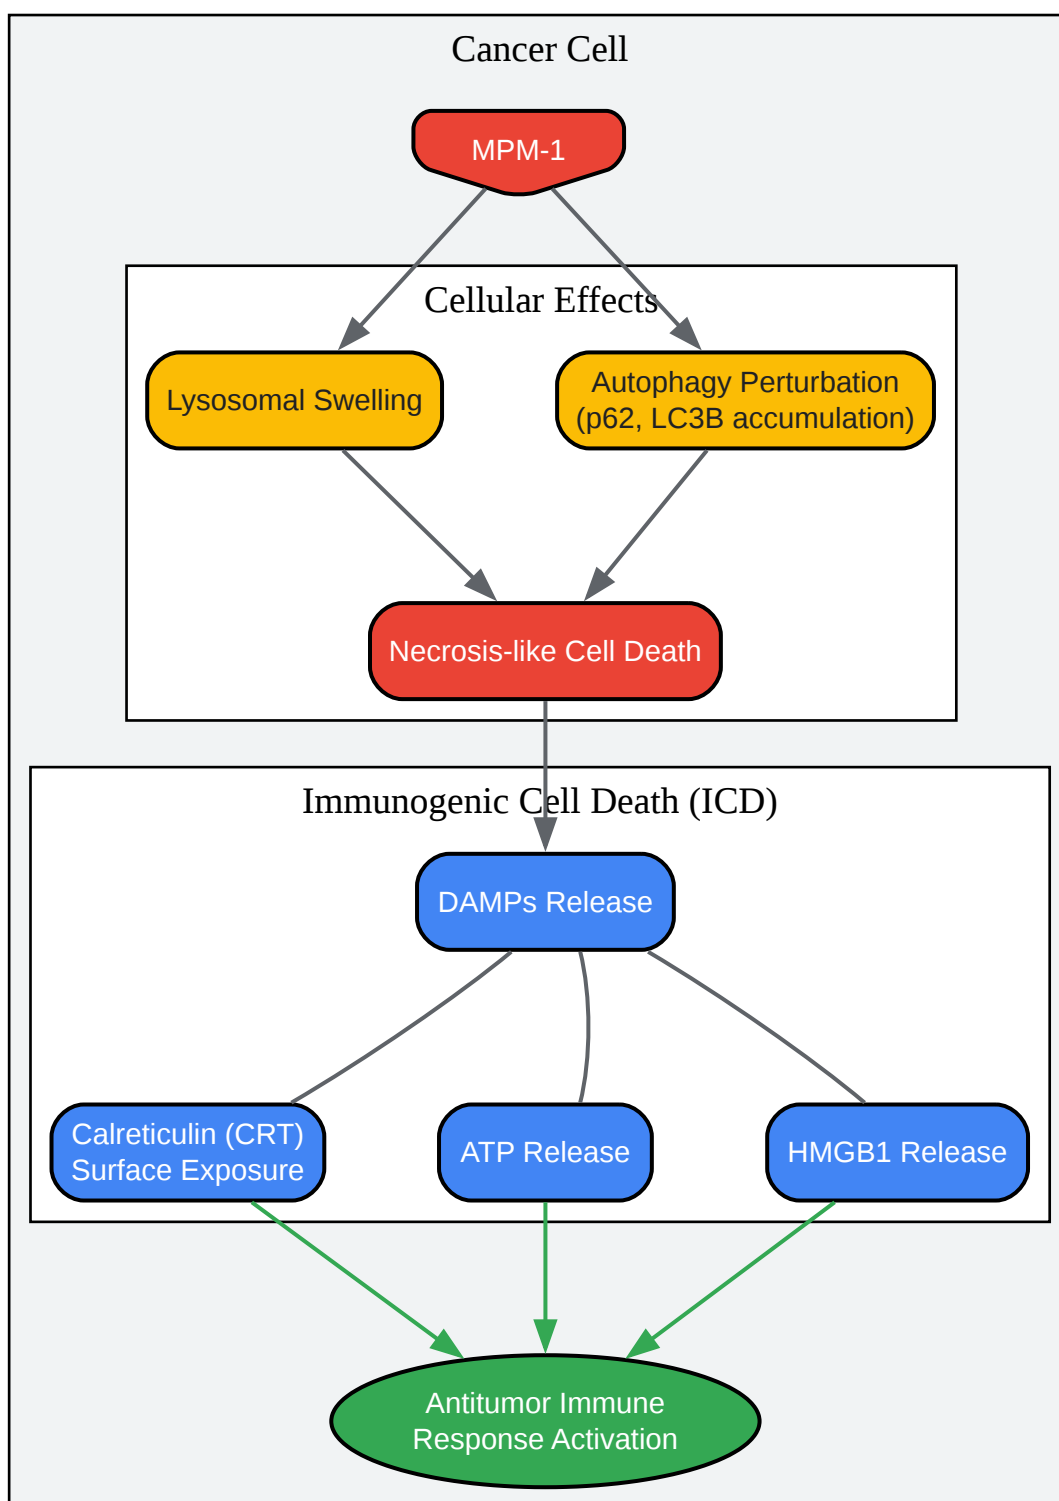 Cancer Cell
MPM-1
Cellular Effects
Lysosomal Swelling
Autophagy Perturbation
(p62, LC3B accumulation)
Necrosis-like Cell Death
Immunogenic Cell Death (ICD)
DAMPs Release
Calreticulin (CRT)
Surface Exposure
ATP Release
HMGB1 Release
Antitumor Immune
Response Activation